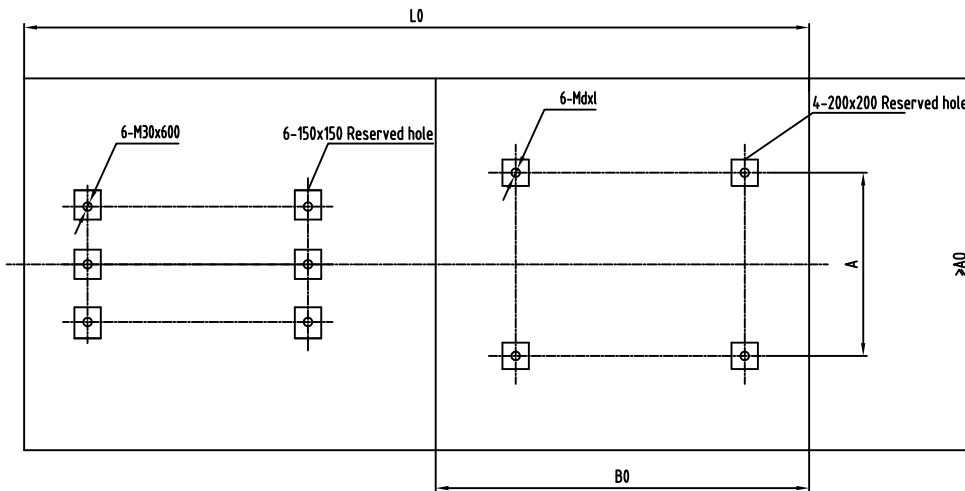 L0
6-Mdxl
4-200x200 Reserved hole
6-M30x600
6-150x150 Reserved hole
A
≥A0
B0